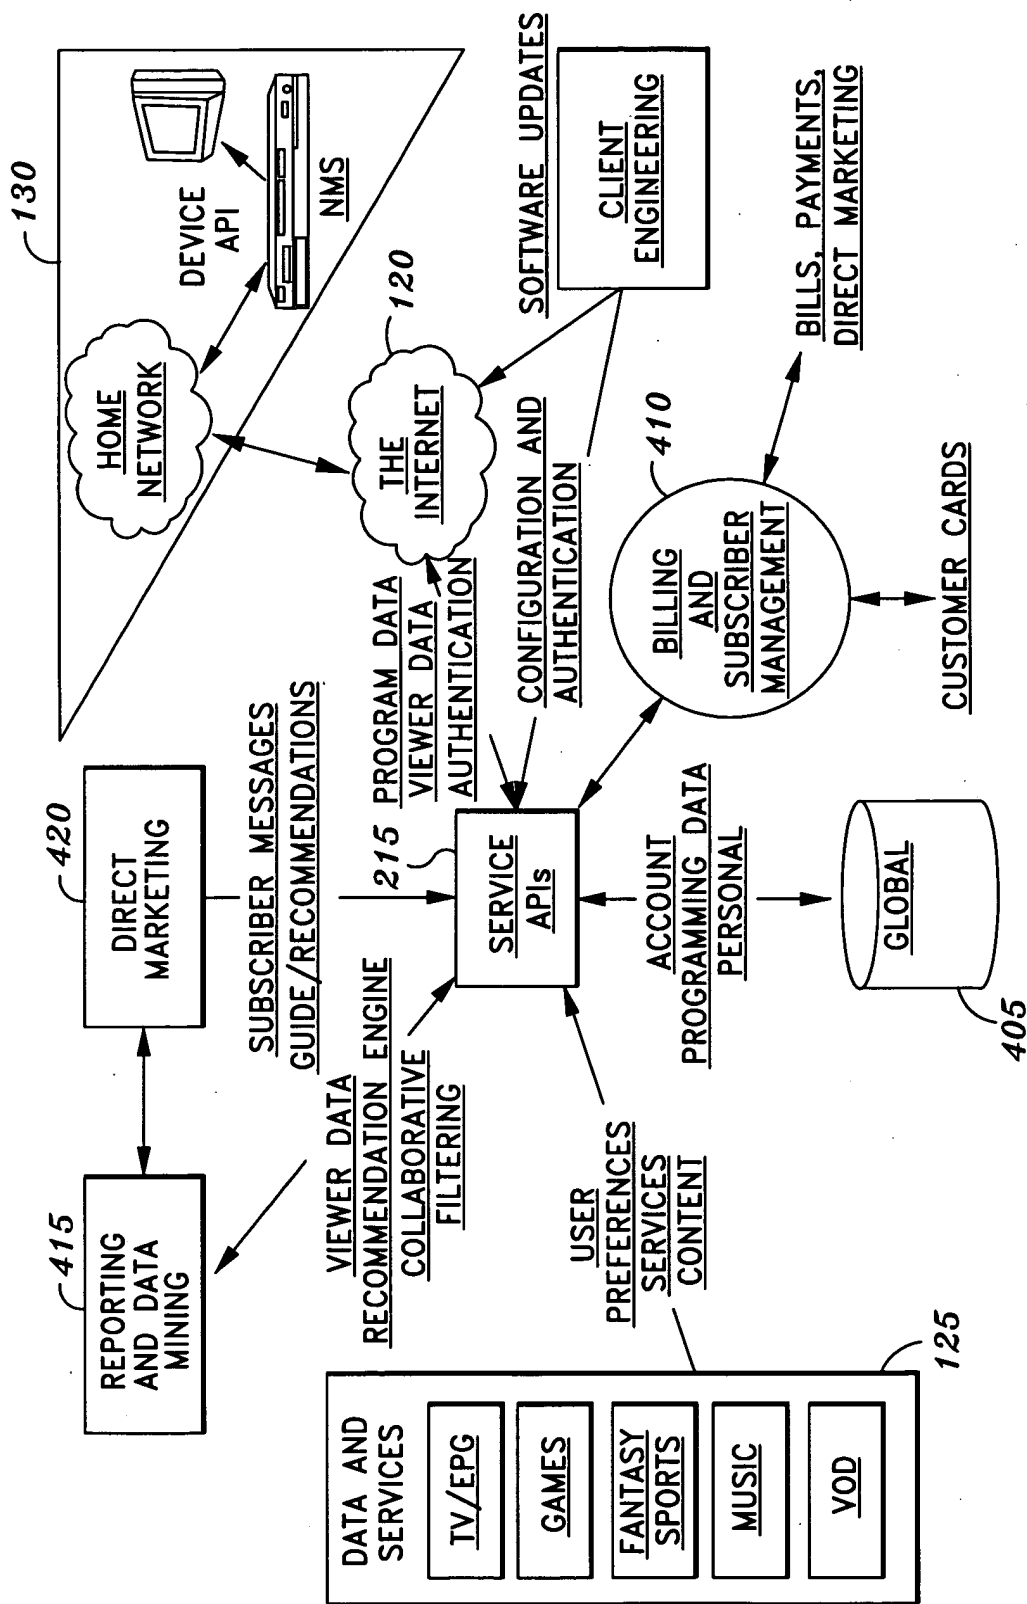 415
REPORTING
AND DATA
MINING
420
DIRECT
MARKETING
130
HOME
NETWORK
DEVICE
API
NMS
SUBSCRIBER MESSAGES
GUIDE/RECOMMENDATIONS
VIEWER DATA
RECOMMENDATION ENGINE
COLLABORATIVE
FILTERING
PROGRAM DATA
VIEWER DATA
AUTHENTICATION
120
THE
INTERNET
215
SERVICE
APIs
CONFIGURATION AND
AUTHENTICATION
SOFTWARE UPDATES
CLIENT
ENGINEERING
DATA AND
SERVICES
TV/EPG
GAMES
FANTASY
SPORTS
MUSIC
VOD
125
USER
PREFERENCES
SERVICES
CONTENT
ACCOUNT
PROGRAMMING DATA
PERSONAL
410
BILLING
AND
SUBSCRIBER
MANAGEMENT
BILLS, PAYMENTS,
DIRECT MARKETING
GLOBAL
405
CUSTOMER CARDS